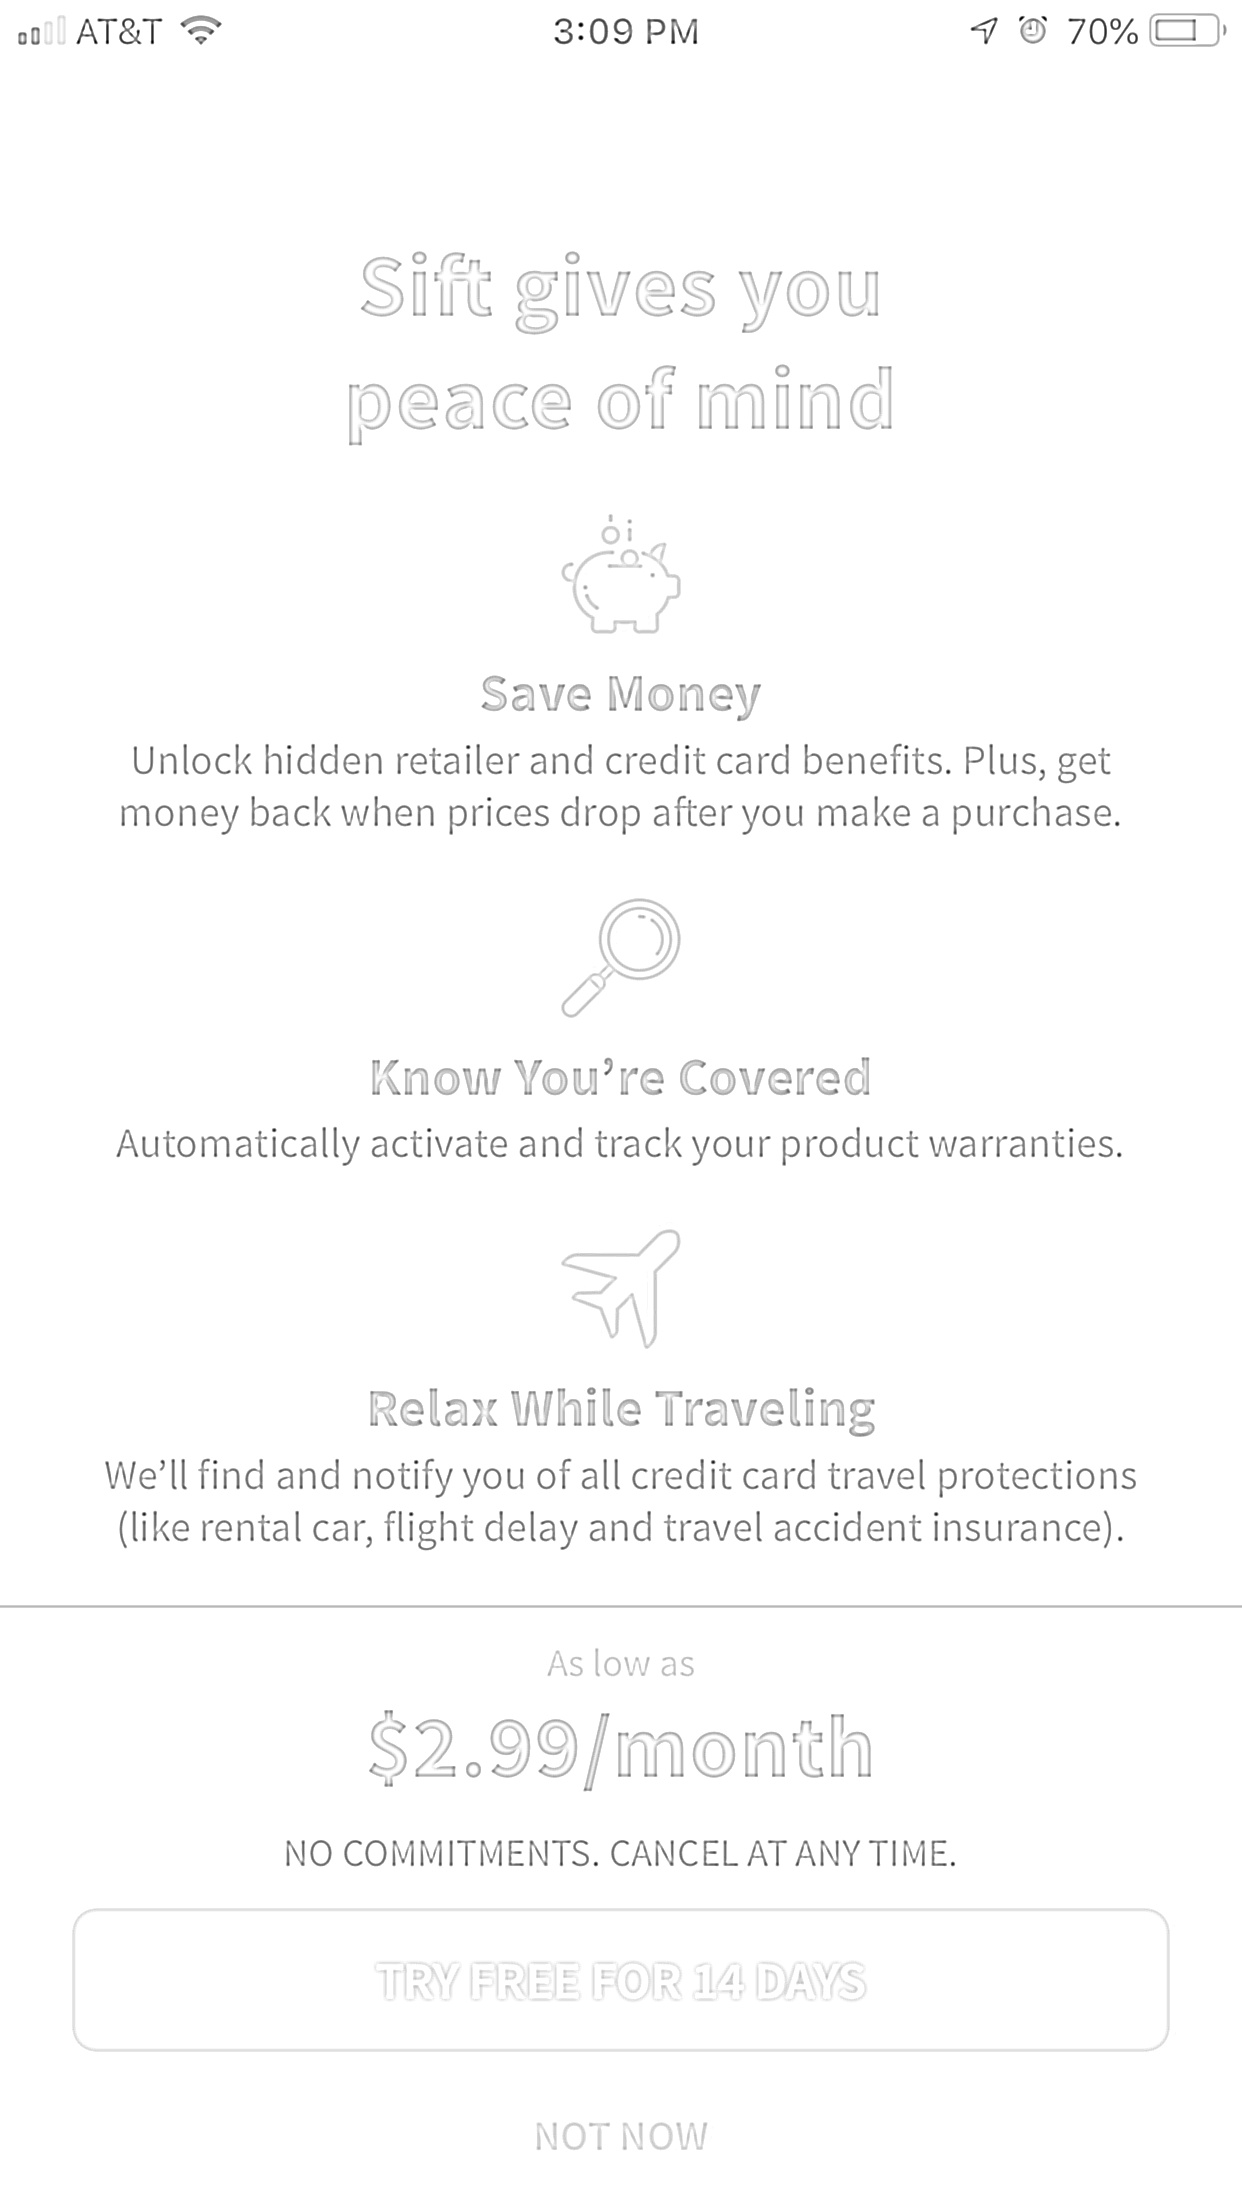 AT&T 3:09 PM 70%
Sift gives you
peace of mind
Save Money
Unlock hidden retailer and credit card benefits. Plus, get
money back when prices drop after you make a purchase.
Know You’re Covered
Automatically activate and track your product warranties.
Relax While Traveling
We’ll find and notify you of all credit card travel protections
(like rental car, flight delay and travel accident insurance).
As low as
$2.99/month
NO COMMITMENTS. CANCEL AT ANY TIME.
TRY FREE FOR 14 DAYS
NOT NOW